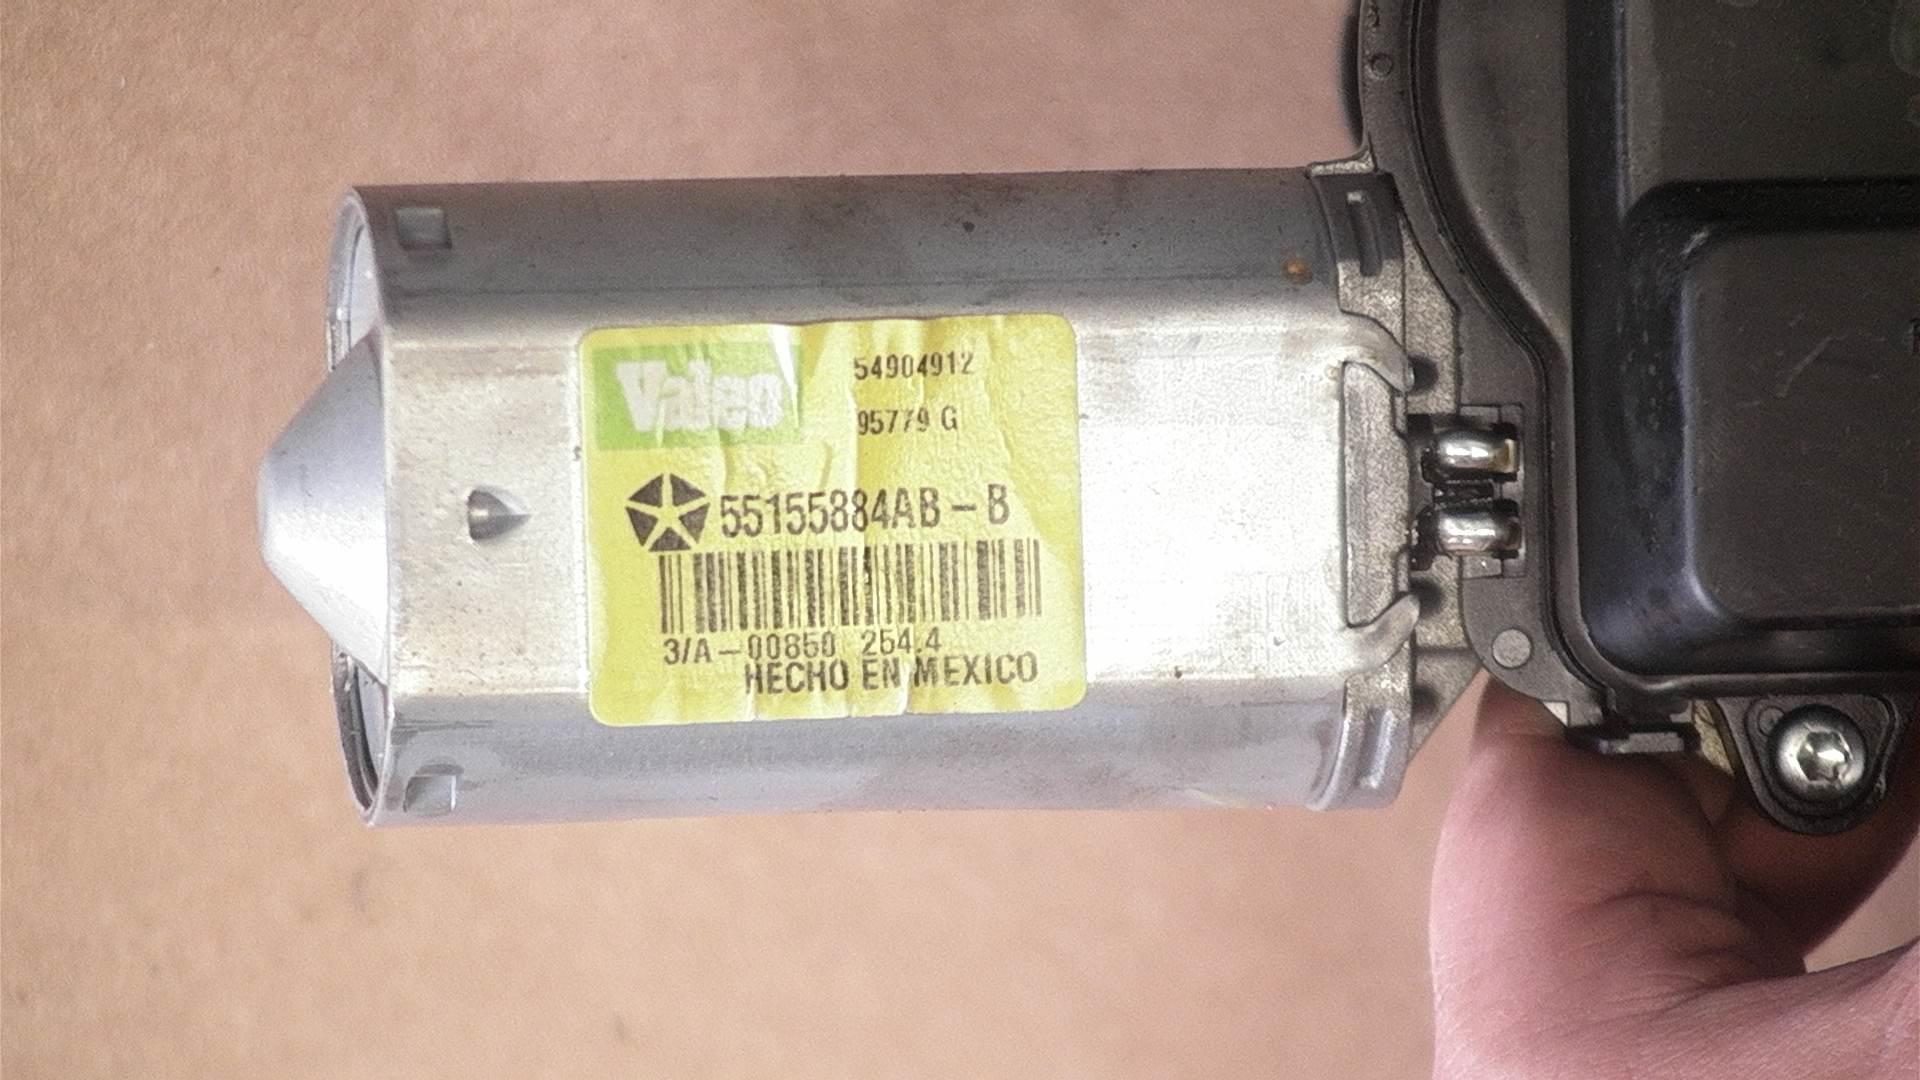 Valeo
54904912
95779 G
55155884AB-B
3/A-00850 254.4
HECHO EN MEXICO